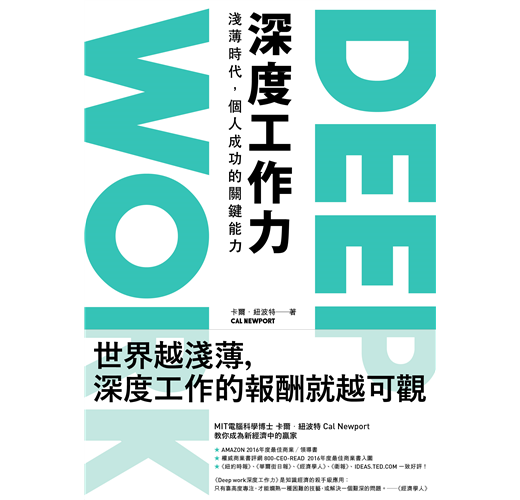 DEEP
WORK
深度工作力
淺薄時代，個人成功的關鍵能力
卡爾．紐波特——著
CAL NEWPORT
世界越淺薄,
深度工作的報酬就越可觀
MIT電腦科學博士 卡爾．紐波特 Cal Newport
教你成為新經濟中的贏家
★ AMAZON 2016年度最佳商業／領導書
★ 權威商業書評網 800-CEO-READ 2016年度最佳商業書入圍
★《紐約時報》、《華爾街日報》、《經濟學人》、《衛報》、IDEAS.TED.COM 一致好評！
《Deep work深度工作力》是知識經濟的殺手級應用：
只有靠高度專注，才能嫻熟一種困難的技藝，或解決一個艱深的問題。——《經濟學人》